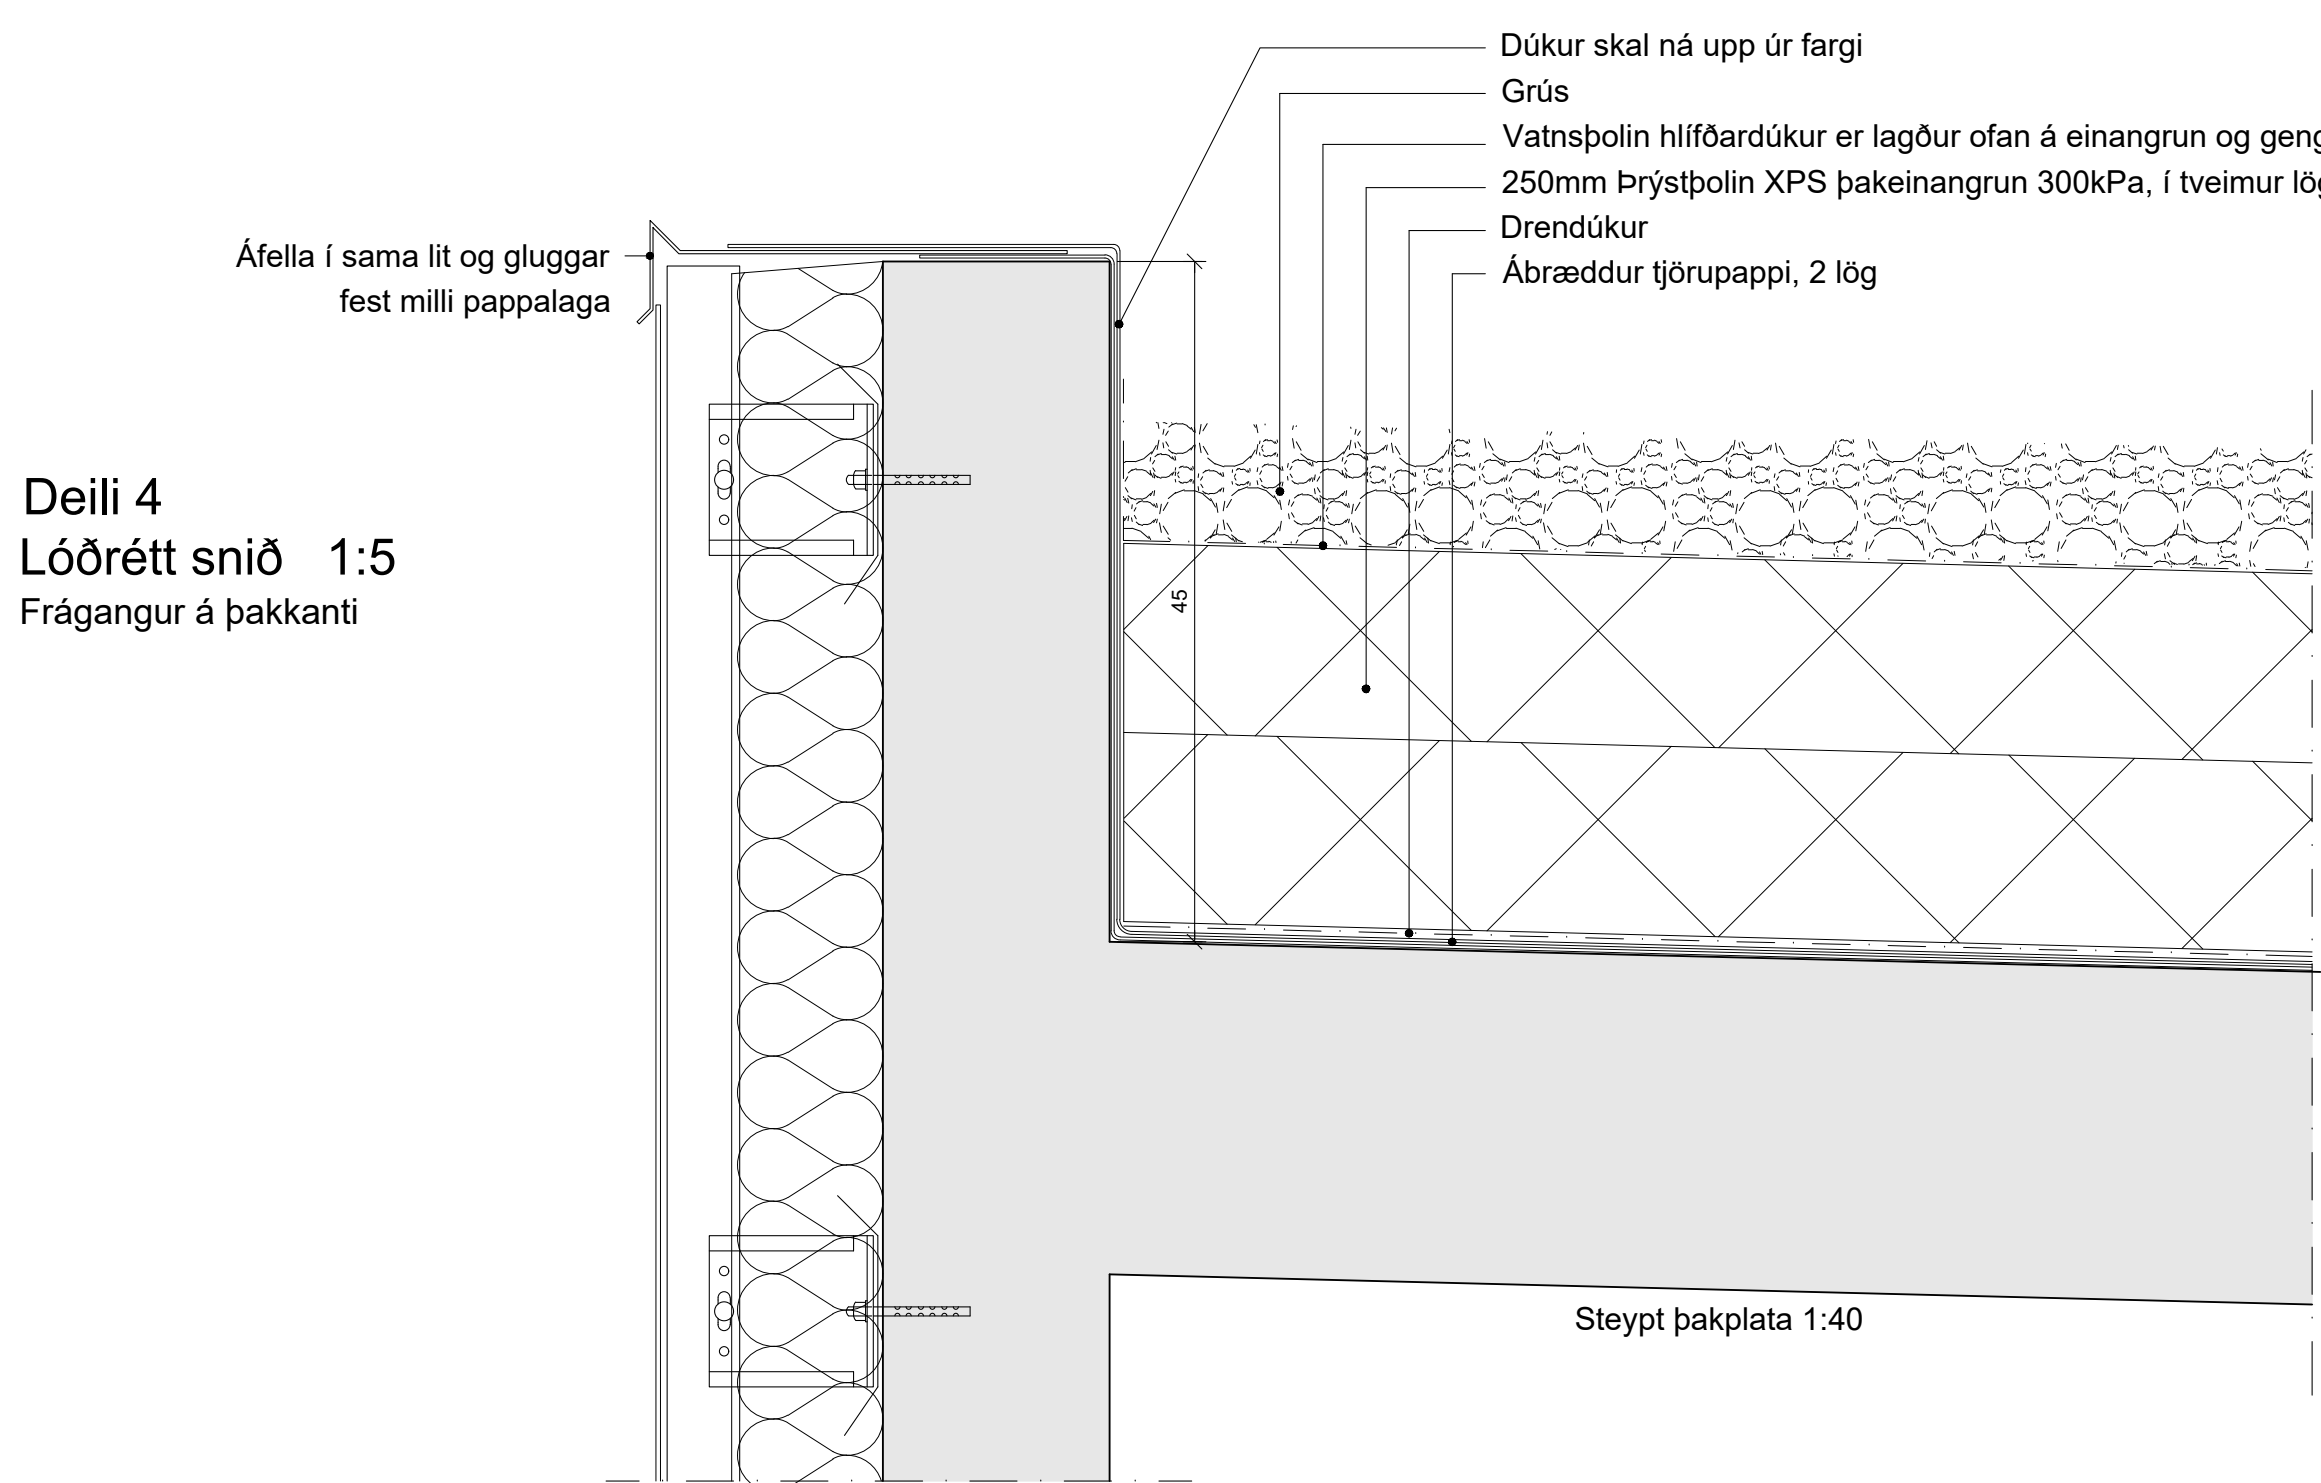 Dúkur skal ná upp úr fargi
Grús
Vatnsþolin hlífðardúkur er lagður ofan á einangrun og geng
250mm Þrýstþolin XPS þakeinangrun 300kPa, í tveimur lög
Drendúkur
Ábræddur tjörupappi, 2 lög
Áfella í sama lit og gluggar
fest milli pappalaga
Deili 4
Lóðrétt snið 1:5
Frágangur á þakkanti
45
Steypt þakplata 1:40